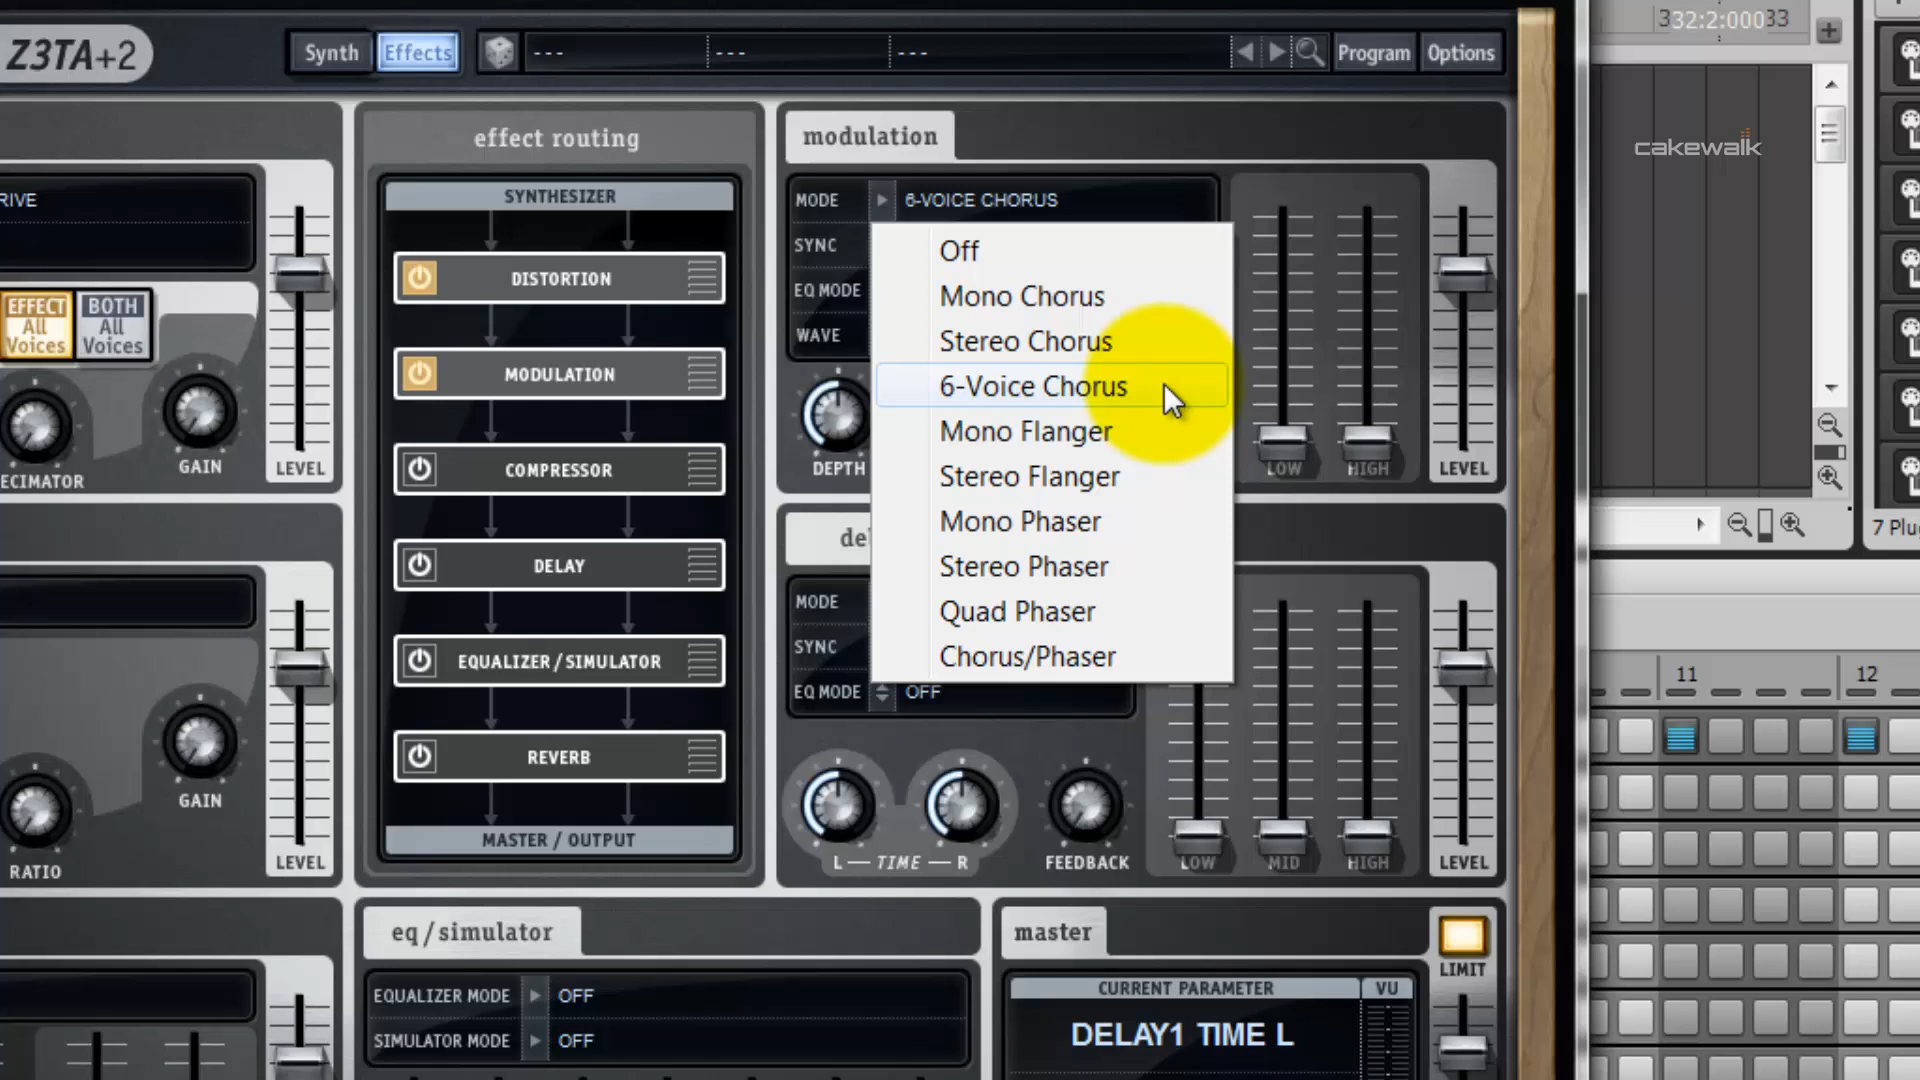 Z3TA+2
Synth
Effects
---
---
---
Program
Options
332:2:000
33
cakewalk
effect routing
SYNTHESIZER
DISTORTION
MODULATION
COMPRESSOR
DELAY
EQUALIZER / SIMULATOR
REVERB
MASTER / OUTPUT
RIVE
EFFECT
All
Voices
BOTH
All
Voices
ECIMATOR
GAIN
LEVEL
modulation
MODE
6-VOICE CHORUS
SYNC
EQ MODE
WAVE
DEPTH
Off
Mono Chorus
Stereo Chorus
6-Voice Chorus
Mono Flanger
Stereo Flanger
Mono Phaser
Stereo Phaser
Quad Phaser
Chorus/Phaser
LOW
HIGH
LEVEL
7 Plu
GAIN
RATIO
LEVEL
de
MODE
SYNC
EQ MODE
OFF
L — TIME — R
FEEDBACK
LOW
MID
HIGH
LEVEL
11
12
eq / simulator
EQUALIZER MODE
OFF
SIMULATOR MODE
OFF
master
LIMIT
CURRENT PARAMETER
VU
DELAY1 TIME L